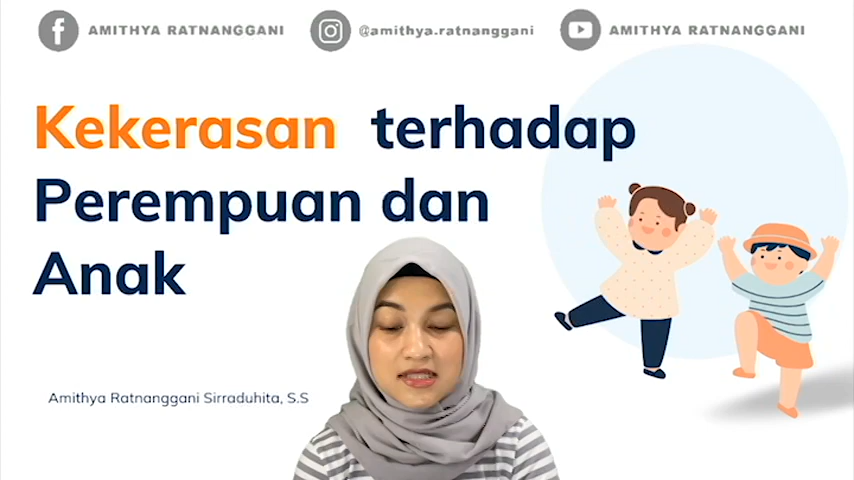 AMITHYA RATNANGGANI @amithya.ratnanggani AMITHYA RATNANGGANI
Kekerasan terhadap
Perempuan dan
Anak
Amithya Ratnanggani Sirraduhita, S.S